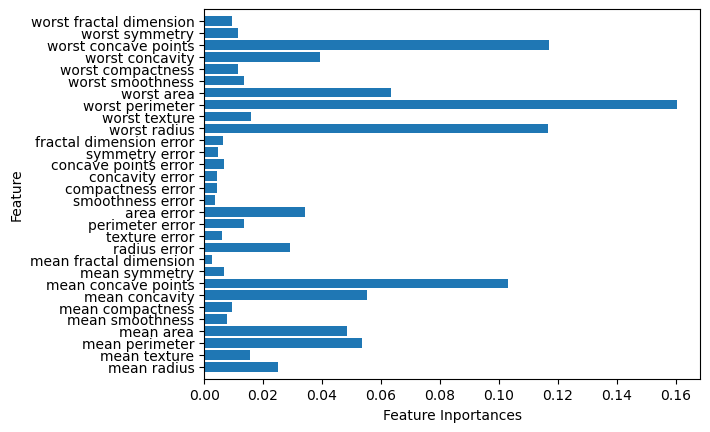 worst fractal dimension
worst symmetry
worst concave points
worst concavity
worst compactness
worst smoothness
worst area
worst perimeter
worst texture
worst radius
fractal dimension error
symmetry error
concave points error
concavity error
compactness error
smoothness error
area error
perimeter error
texture error
radius error
mean fractal dimension
mean symmetry
mean concave points
mean concavity
mean compactness
mean smoothness
mean area
mean perimeter
mean texture
mean radius
Feature
0.00 0.02 0.04 0.06 0.08 0.10 0.12 0.14 0.16
Feature Inportances